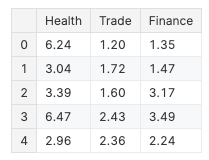 Health Trade Finance
0 6.24 1.20 1.35
1 3.04 1.72 1.47
2 3.39 1.60 3.17
3 6.47 2.43 3.49
4 2.96 2.36 2.24